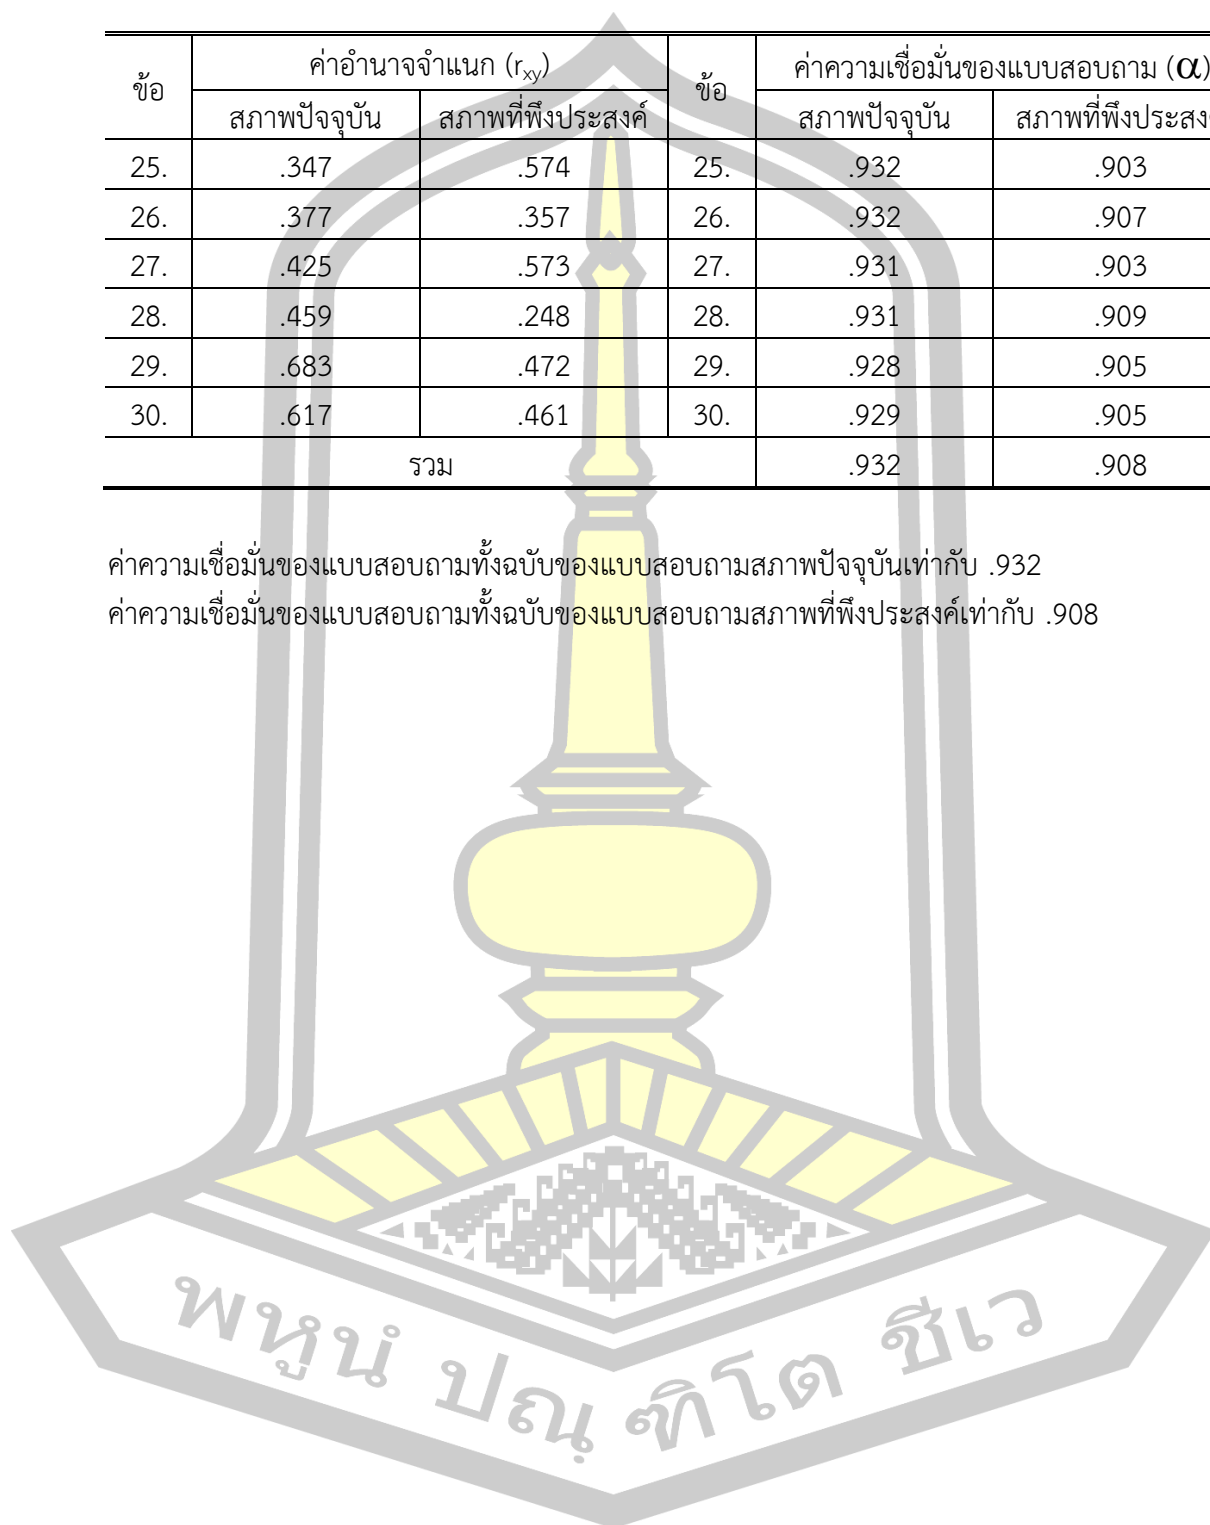 ข้อ ค่าอำนาจจำแนก (rxy) ข้อ ค่าความเชื่อมั่นของแบบสอบถาม (α)
สภาพปัจจุบัน สภาพที่พึงประสงค์ สภาพปัจจุบัน
25. .347 .574 25. .932 .903
26. .377 .357 26. .932 .907
27. .425 .573 27. .931 .903
28. .459 .248 28. .931 .909
29. .683 .472 29. .928 .905
30. .617 .461 30. .929 .905
รวม .932 .908
ค่าความเชื่อมั่นของแบบสอบถามทั้งฉบับของแบบสอบถามสภาพปัจจุบันเท่ากับ .932
ค่าความเชื่อมั่นของแบบสอบถามทั้งฉบับของแบบสอบถามสภาพที่พึงประสงค์เท่ากับ .908
พหูนํ ปณฺฑิโต ชีเว